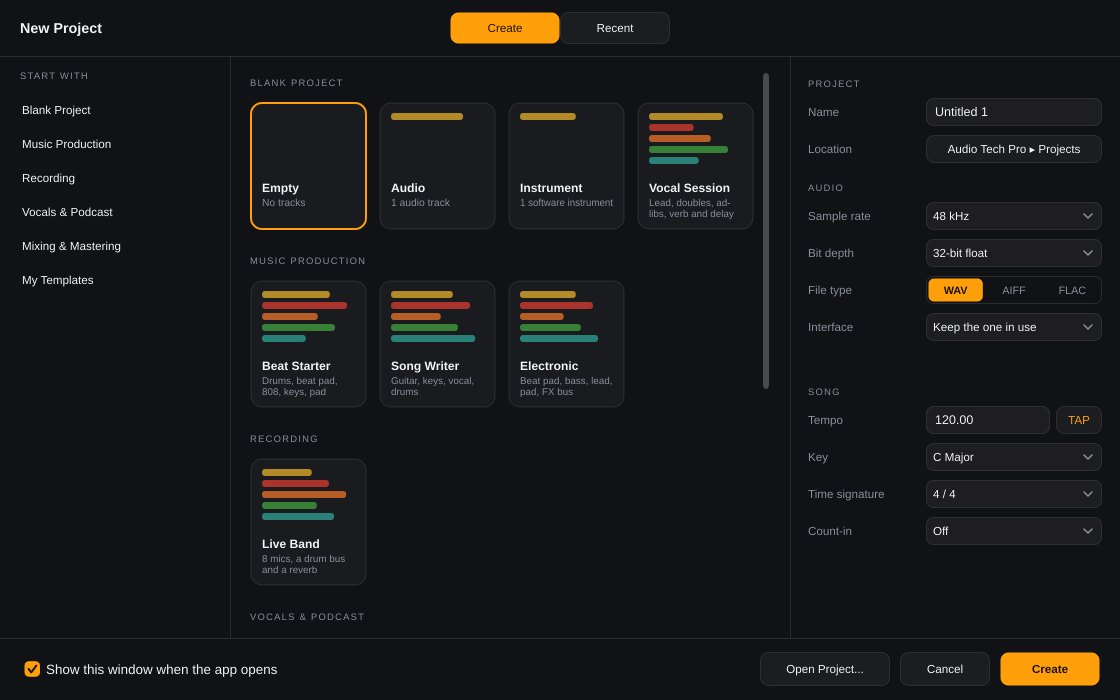 New Project
Create
Recent
START WITH
Blank Project
Music Production
Recording
Vocals & Podcast
Mixing & Mastering
My Templates
BLANK PROJECT
Empty
No tracks
Audio
1 audio track
Instrument
1 software instrument
Vocal Session
Lead, doubles, ad-
libs, verb and delay
MUSIC PRODUCTION
Beat Starter
Drums, beat pad,
808, keys, pad
Song Writer
Guitar, keys, vocal,
drums
Electronic
Beat pad, bass, lead,
pad, FX bus
RECORDING
Live Band
8 mics, a drum bus
and a reverb
VOCALS & PODCAST
PROJECT
Name
Untitled 1
Location
Audio Tech Pro ▸ Projects
AUDIO
Sample rate
48 kHz
Bit depth
32-bit float
File type
WAV
AIFF
FLAC
Interface
Keep the one in use
SONG
Tempo
120.00
TAP
Key
C Major
Time signature
4 / 4
Count-in
Off
Show this window when the app opens
Open Project...
Cancel
Create